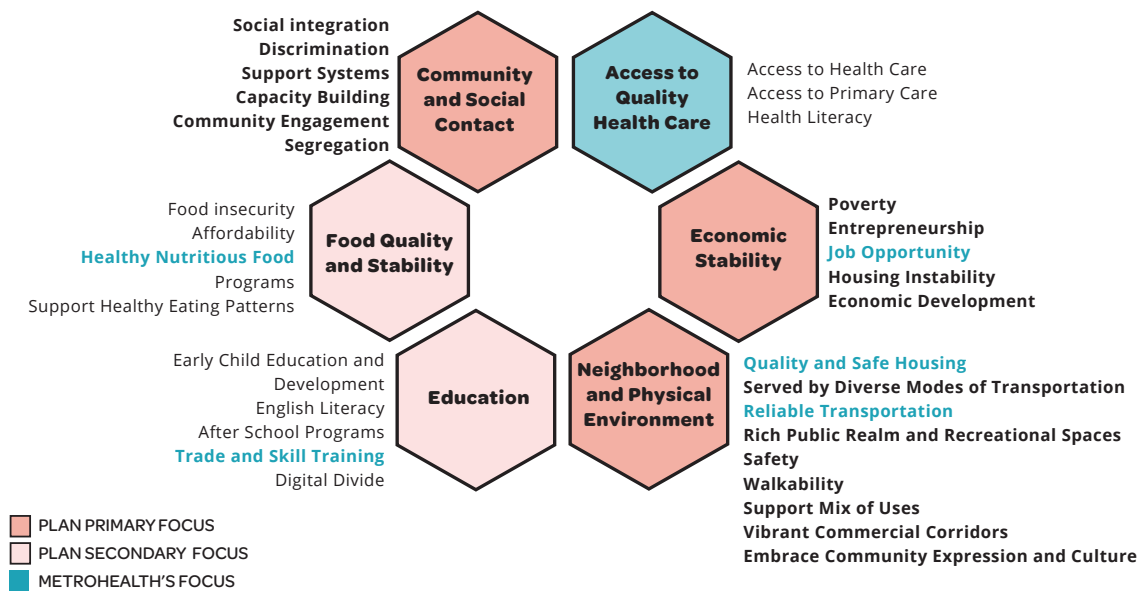 Social integration
Discrimination
Support Systems
Capacity Building
Community Engagement
Segregation
Community
and Social
Contact
Access to
Quality
Health Care
Access to Health Care
Access to Primary Care
Health Literacy
Food insecurity
Affordability
Healthy Nutritious Food
Programs
Support Healthy Eating Patterns
Food Quality
and Stability
Economic
Stability
Poverty
Entrepreneurship
Job Opportunity
Housing Instability
Economic Development
Early Child Education and
Development
English Literacy
After School Programs
Trade and Skill Training
Digital Divide
Education
Neighborhood
and Physical
Environment
Quality and Safe Housing
Served by Diverse Modes of Transportation
Reliable Transportation
Rich Public Realm and Recreational Spaces
Safety
Walkability
Support Mix of Uses
Vibrant Commercial Corridors
Embrace Community Expression and Culture
PLAN PRIMARY FOCUS
PLAN SECONDARY FOCUS
METROHEALTH'S FOCUS